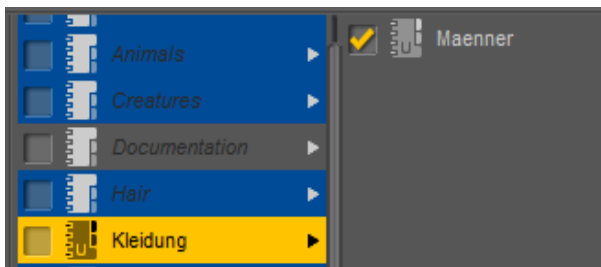 Animals
Creatures
Documentation
Hair
Kleidung
Maenner